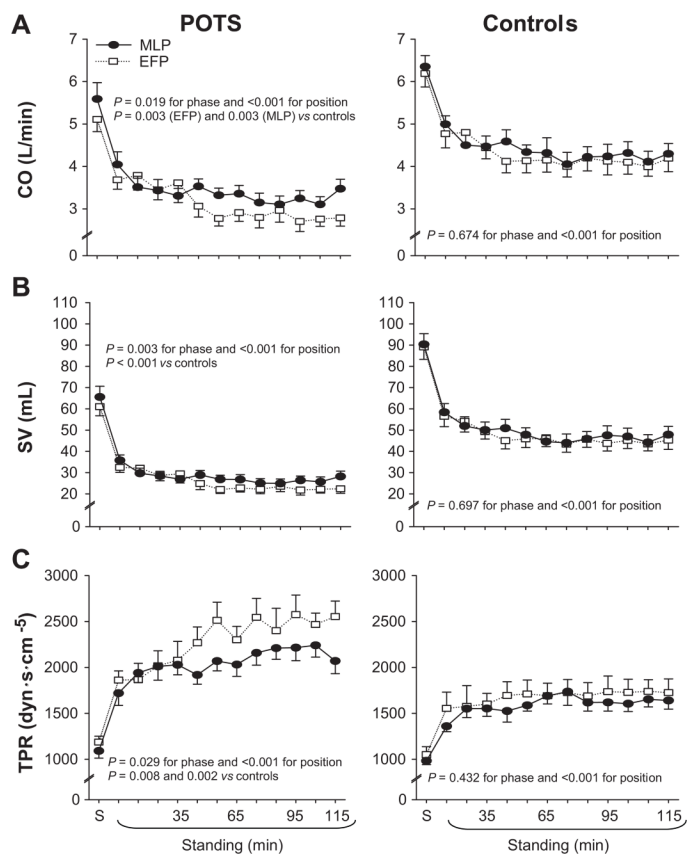 POTS
Controls
A
MLP
EFP
P = 0.019 for phase and <0.001 for position
P = 0.003 (EFP) and 0.003 (MLP) vs controls
CO (L/min)
7
6
5
4
3
0
7
6
5
4
3
0
P = 0.674 for phase and <0.001 for position
B
P = 0.003 for phase and <0.001 for position
P < 0.001 vs controls
SV (mL)
110
100
90
80
70
60
50
40
30
20
0
110
100
90
80
70
60
50
40
30
20
0
P = 0.697 for phase and <0.001 for position
C
TPR (dyn·s·cm -5)
3000
2500
2000
1500
1000
0
P = 0.029 for phase and <0.001 for position
P = 0.008 and 0.002 vs controls
3000
2500
2000
1500
1000
0
P = 0.432 for phase and <0.001 for position
S 35 65 95 115
Standing (min)
S 35 65 95 115
Standing (min)